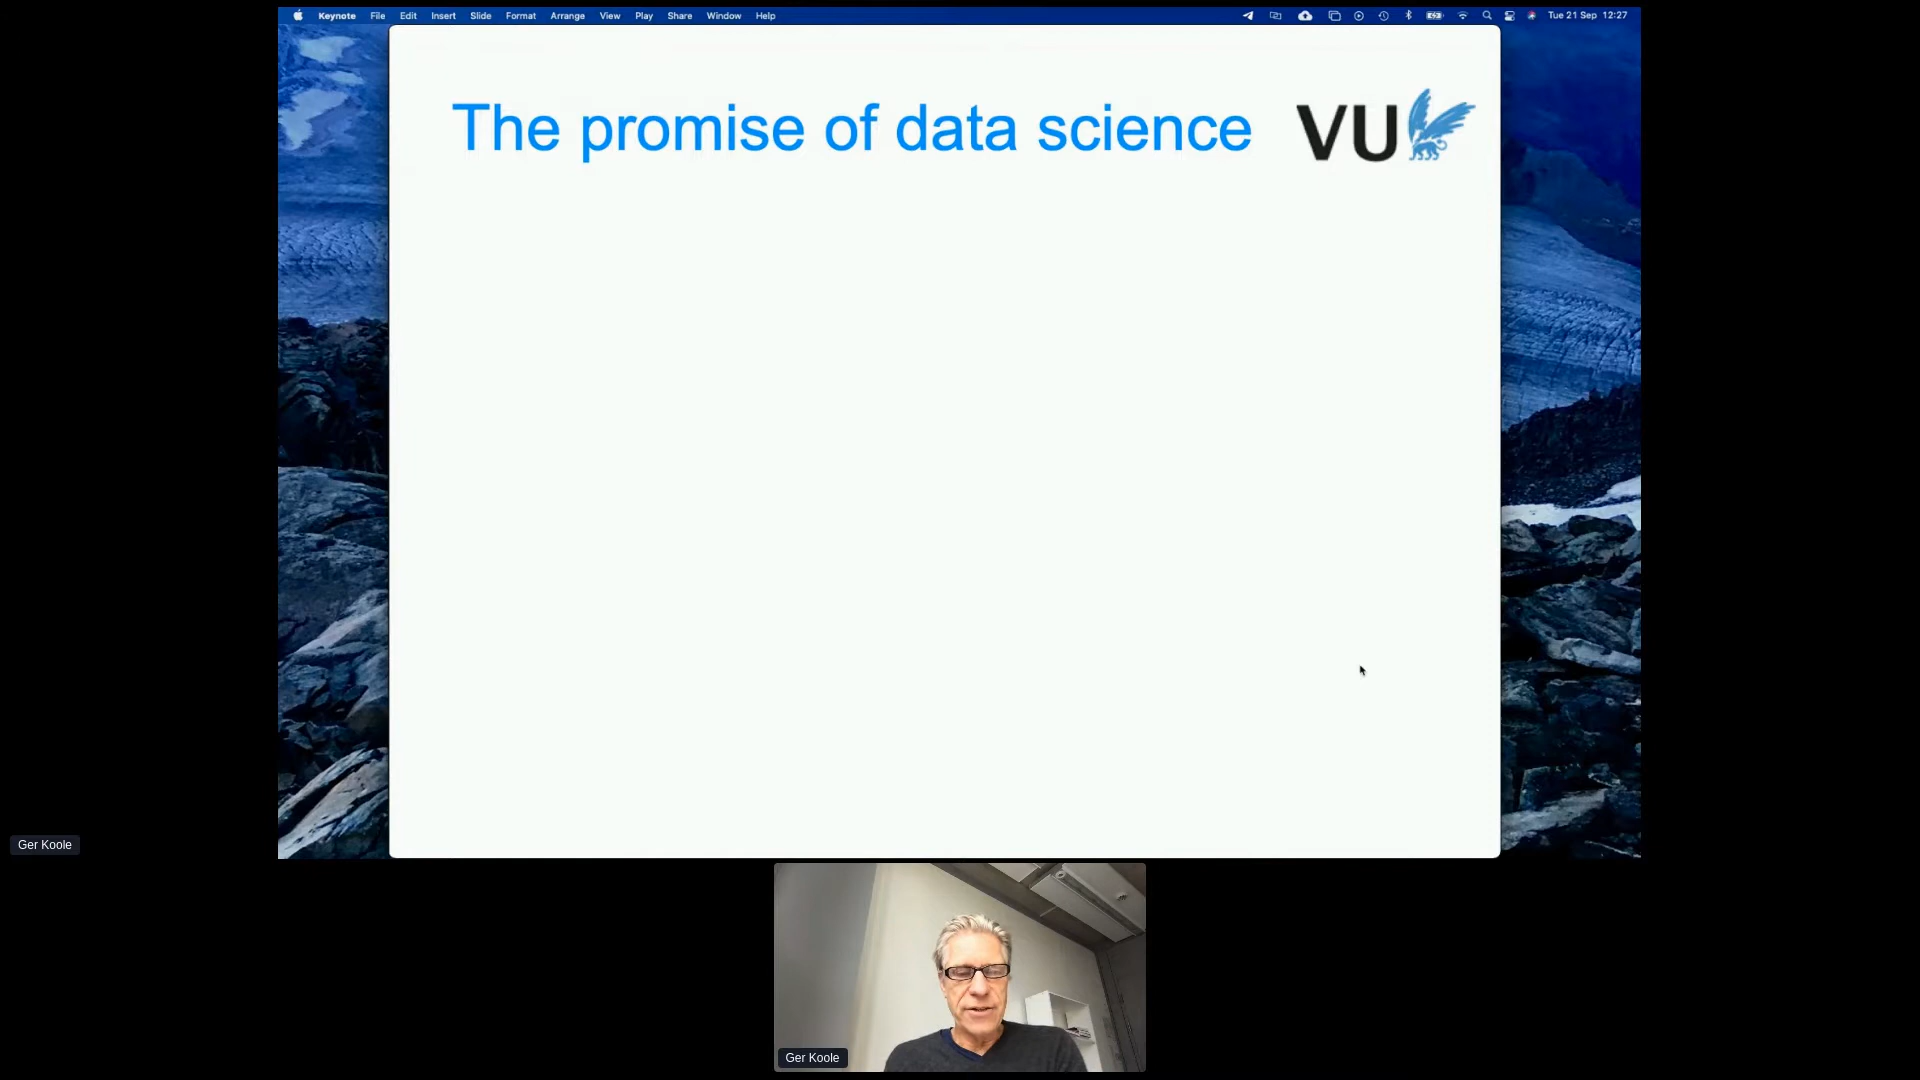 Keynote File Edit Insert Slide Format Arrange View Play Share Window Help Tue 21 Sep 12:27
The promise of data science VU
Ger Koole
Ger Koole